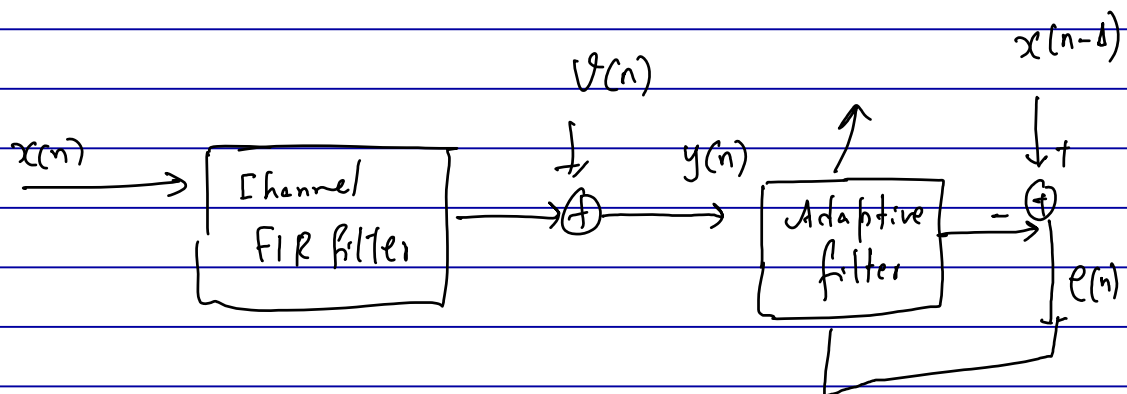 x(n-Δ)
V(n)
x(n)
y(n)
Channel
FIR filter
+
+
-
+
Adaptive
filter
e(n)